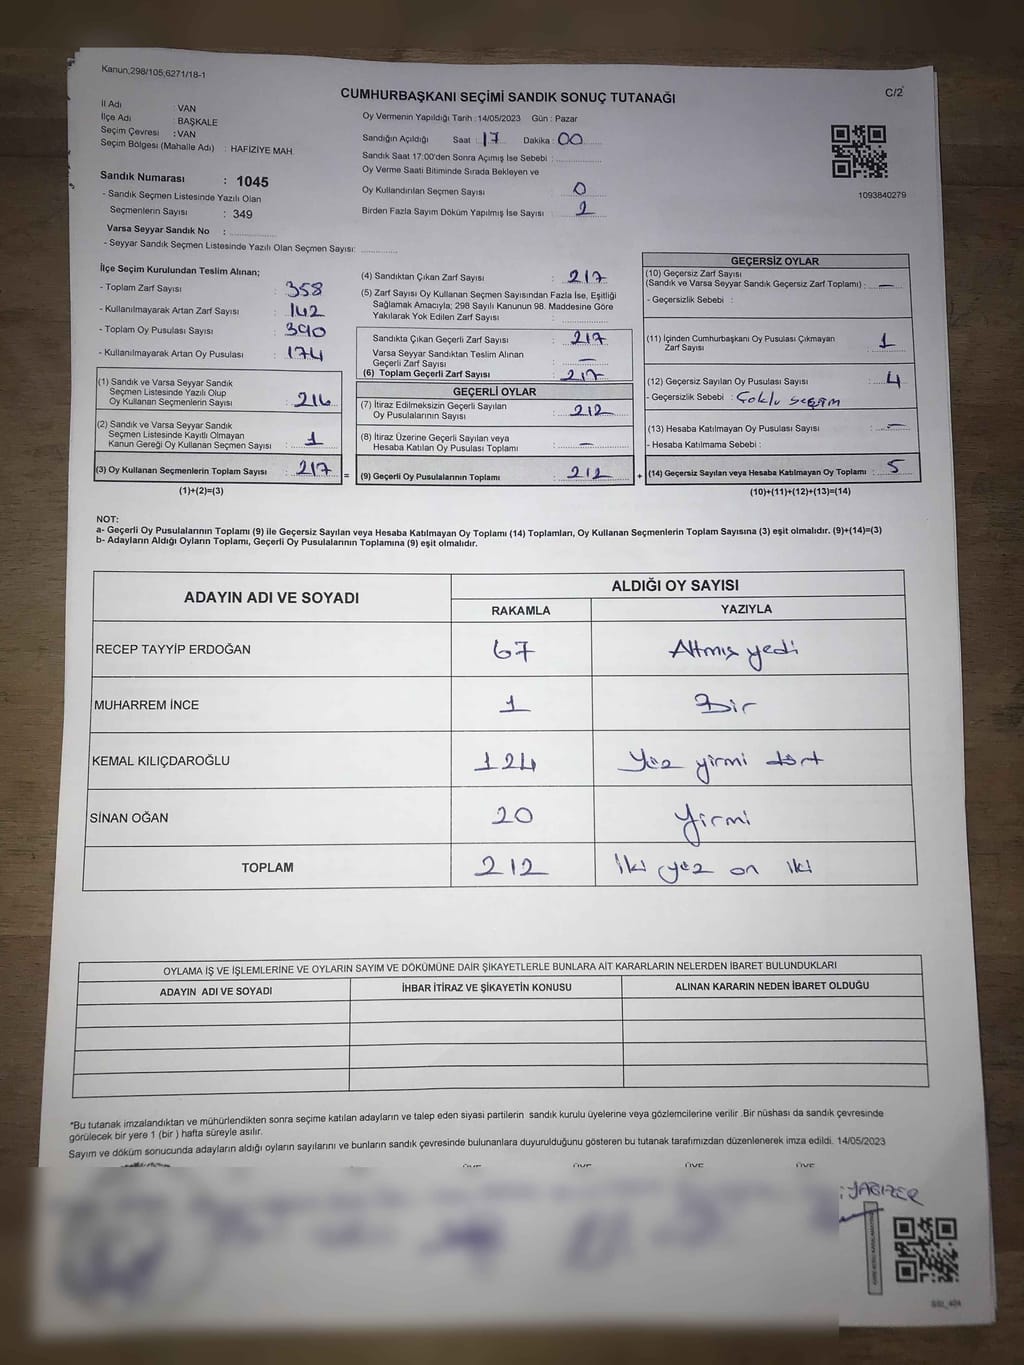 Kanun;298/105;6271/18-1
C/2
CUMHURBAŞKANI SEÇİMİ SANDIK SONUÇ TUTANAĞI
İl Adı : VAN
İlçe Adı : BAŞKALE
Seçim Çevresi : VAN
Seçim Bölgesi (Mahalle Adı) : HAFİZİYE MAH.
Sandık Numarası : 1045
- Sandık Seçmen Listesinde Yazılı Olan
Seçmenlerin Sayısı : 349
Varsa Seyyar Sandık No :
- Seyyar Sandık Seçmen Listesinde Yazılı Olan Seçmen Sayısı:
Oy Vermenin Yapıldığı Tarih : 14/05/2023 Gün : Pazar
Sandığın Açıldığı Saat : 17 Dakika : 00
Sandık Saat 17:00'den Sonra Açımış İse Sebebi :
Oy Verme Saati Bitiminde Sırada Bekleyen ve
Oy Kullandırılan Seçmen Sayısı : 0
Birden Fazla Sayım Döküm Yapılmış İse Sayısı :
1093840279
İlçe Seçim Kurulundan Teslim Alınan;
- Toplam Zarf Sayısı : 358
- Kullanılmayarak Artan Zarf Sayısı : 142
- Toplam Oy Pusulası Sayısı : 390
- Kullanılmayarak Artan Oy Pusulası : 174
(1) Sandık ve Varsa Seyyar Sandık
Seçmen Listesinde Yazılı Olup
Oy Kullanan Seçmenlerin Sayısı : 216
(2) Sandık ve Varsa Seyyar Sandık
Seçmen Listesinde Kayıtlı Olmayan
Kanun Gereği Oy Kullanan Seçmen Sayısı : 1
(3) Oy Kullanan Seçmenlerin Toplam Sayısı : 217 =
(1)+(2)=(3)
(4) Sandıktan Çıkan Zarf Sayısı : 217
(5) Zarf Sayısı Oy Kullanan Seçmen Sayısından Fazla İse, Eşitliği
Sağlamak Amacıyla; 298 Sayılı Kanunun 98. Maddesine Göre
Yakılarak Yok Edilen Zarf Sayısı :
Sandıkta Çıkan Geçerli Zarf Sayısı : 217
Varsa Seyyar Sandıktan Teslim Alınan
Geçerli Zarf Sayısı : —
(6) Toplam Geçerli Zarf Sayısı : 217
GEÇERLİ OYLAR
(7) İtiraz Edilmeksizin Geçerli Sayılan
Oy Pusulalarının Sayısı : 212
(8) İtiraz Üzerine Geçerli Sayılan veya
Hesaba Katılan Oy Pusulası Toplamı : —
(9) Geçerli Oy Pusulalarının Toplamı : 212 +
GEÇERSİZ OYLAR
(10) Geçersiz Zarf Sayısı
(Sandık ve Varsa Seyyar Sandık Geçersiz Zarf Toplamı) : —
- Geçersizlik Sebebi :
(11) İçinden Cumhurbaşkanı Oy Pusulası Çıkmayan
Zarf Sayısı : 1
(12) Geçersiz Sayılan Oy Pusulası Sayısı : 4
- Geçersizlik Sebebi : Çoklu seçim
(13) Hesaba Katılmayan Oy Pusulası Sayısı : —
- Hesaba Katılmama Sebebi :
(14) Geçersiz Sayılan veya Hesaba Katılmayan Oy Toplamı : 5
(10)+(11)+(12)+(13)=(14)
NOT:
a- Geçerli Oy Pusulalarının Toplamı (9) ile Geçersiz Sayılan veya Hesaba Katılmayan Oy Toplamı (14) Toplamları, Oy Kullanan Seçmenlerin Toplam Sayısına (3) eşit olmalıdır. (9)+(14)=(3)
b- Adayların Aldığı Oyların Toplamı, Geçerli Oy Pusulalarının Toplamına (9) eşit olmalıdır.
ADAYIN ADI VE SOYADI ALDIĞI OY SAYISI
RAKAMLA YAZIYLA
RECEP TAYYİP ERDOĞAN 67 Altmış yedi
MUHARREM İNCE 1 Bir
KEMAL KILIÇDAROĞLU 124 Yüz yirmi dört
SİNAN OĞAN 20 Yirmi
TOPLAM 212 İki yüz on iki
OYLAMA İŞ VE İŞLEMLERİNE VE OYLARIN SAYIM VE DÖKÜMÜNE DAİR ŞİKAYETLERLE BUNLARA AİT KARARLARIN NELERDEN İBARET BULUNDUKLARI
ADAYIN ADI VE SOYADI İHBAR İTİRAZ VE ŞİKAYETİN KONUSU ALINAN KARARIN NEDEN İBARET OLDUĞU
*Bu tutanak imzalandıktan ve mühürlendikten sonra seçime katılan adayların ve talep eden siyasi partilerin sandık kurulu üyelerine veya gözlemcilerine verilir .Bir nüshası da sandık çevresinde
görülecek bir yere 1 (bir ) hafta süreyle asılır.
Sayım ve döküm sonucunda adayların aldığı oyların sayılarını ve bunların sandık çevresinde bulunanlara duyurulduğunu gösteren bu tutanak tarafımızdan düzenlenerek imza edildi. 14/05/2023
ÜYE ÜYE ÜYE ÜYE